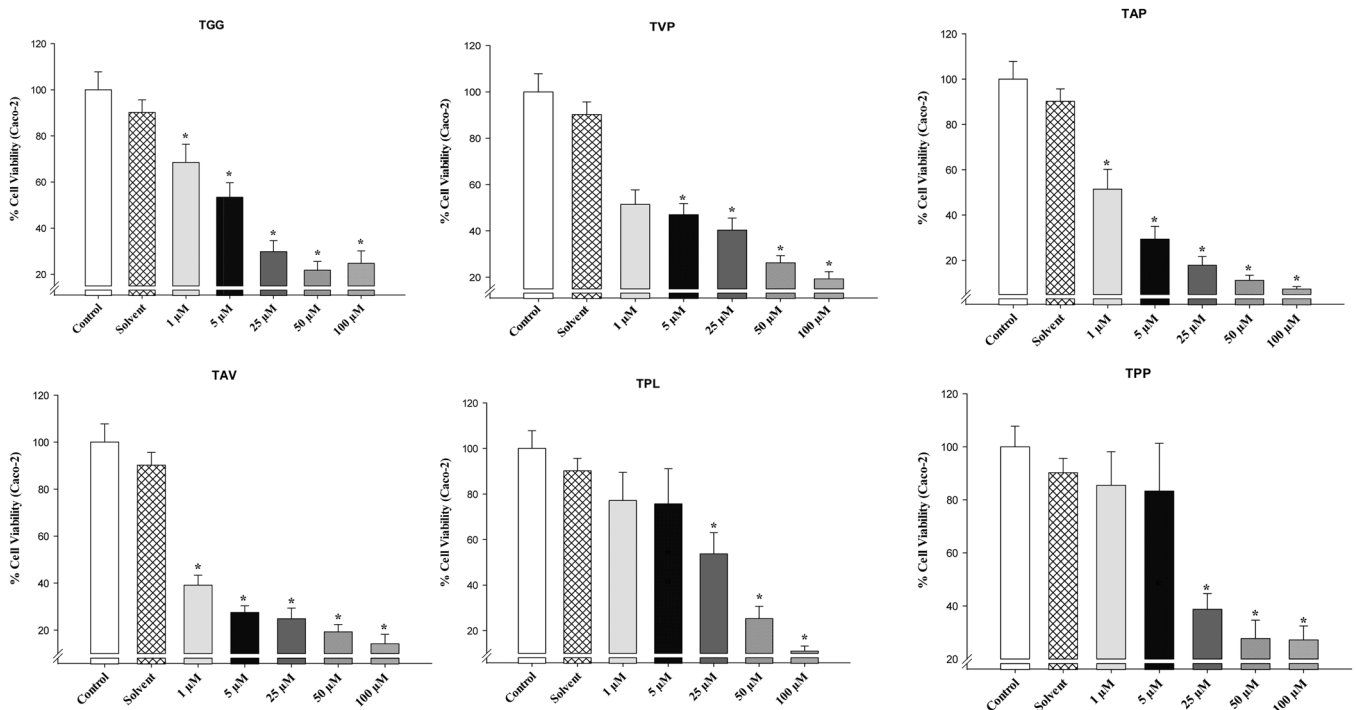 TGG
120
100
80
60
40
20
% Cell Viability (Caco-2)
*
*
*
*
*
Control
Solvent
1 µM
5 µM
25 µM
50 µM
100 µM
TVP
120
100
80
60
40
20
% Cell Viability (Caco-2)
*
*
*
*
Control
Solvent
1 µM
5 µM
25 µM
50 µM
100 µM
TAP
120
100
80
60
40
20
% Cell Viability (Caco-2)
*
*
*
*
*
Control
Solvent
1 µM
5 µM
25 µM
50 µM
100 µM
TAV
120
100
80
60
40
20
% Cell Viability (Caco-2)
*
*
*
*
*
Control
Solvent
1 µM
5 µM
25 µM
50 µM
100 µM
TPL
120
100
80
60
40
20
% Cell Viability (Caco-2)
*
*
*
Control
Solvent
1 µM
5 µM
25 µM
50 µM
100 µM
TPP
120
100
80
60
40
20
% Cell Viability (Caco-2)
*
*
*
Control
Solvent
1 µM
5 µM
25 µM
50 µM
100 µM